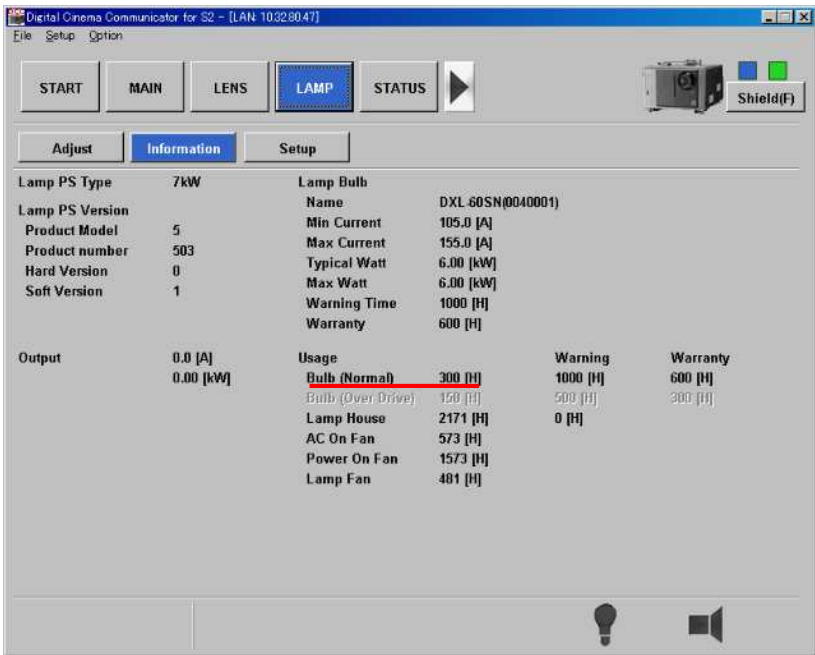 Digital Cinema Communicator for S2 - [LAN: 10.32.80.47]
File Setup Option
START MAIN LENS LAMP STATUS Shield(F)
Adjust Information Setup
Lamp PS Type 7kW Lamp Bulb
Name DXL-60SN(0040001)
Lamp PS Version
Min Current 105.0 [A]
Product Model 5
Max Current 155.0 [A]
Product number 503
Typical Watt 6.00 [kW]
Hard Version 0
Max Watt 6.00 [kW]
Soft Version 1
Warning Time 1000 [H]
Warranty 600 [H]
Output 0.0 [A] Usage Warning Warranty
0.00 [kW] Bulb (Normal) 300 [H] 1000 [H] 600 [H]
Bulb (Over Drive) 150 [H] 500 [H] 300 [H]
Lamp House 2171 [H] 0 [H]
AC On Fan 573 [H]
Power On Fan 1573 [H]
Lamp Fan 481 [H]